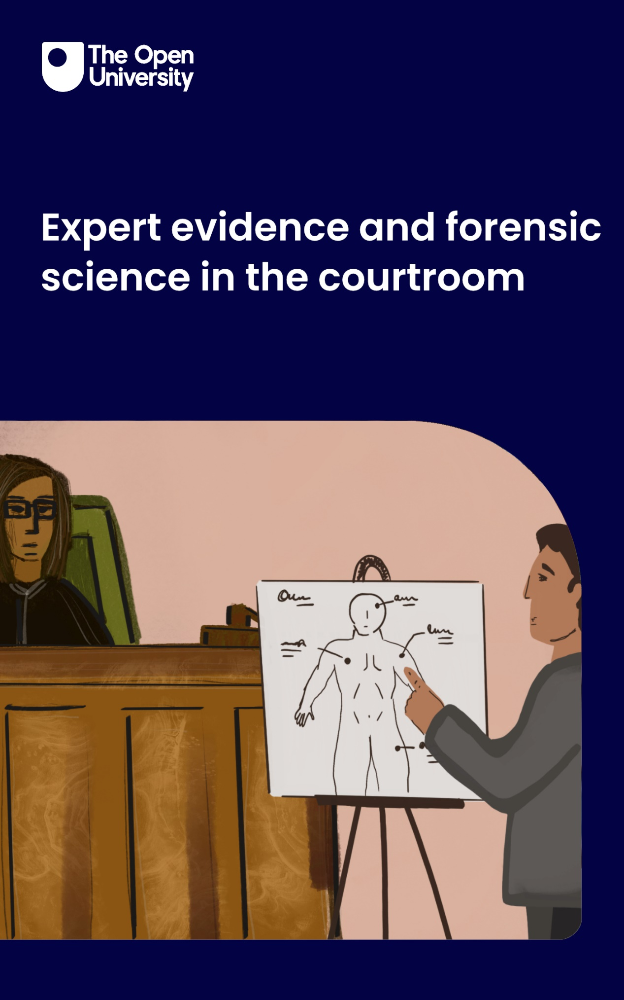 The Open
University
Expert evidence and forensic
science in the courtroom